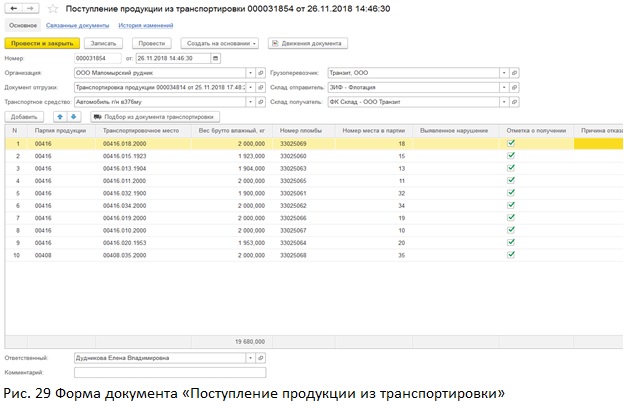 Поступление продукции из транспортировки 000031854 от 26.11.2018 14:46:30
Основное Связанные документы История изменений
Провести и закрыть Записать Провести Создать на основании Движения документа
Номер: 000031854 от: 26.11.2018 14:46:30
Организация: ООО Маломырский рудник Грузоперевозчик: Транзит, ООО
Документ отгрузки: Транспортировка продукции 000034814 от 25.11.2018 17:48:2 Склад отправитель: ЗИФ - Флотация
Транспортное средство: Автомобиль г/н в376му Склад получатель: ФК Склад - ООО Транзит
Добавить Подбор из документа транспортировки
N Партия продукции Транспортировочное место Вес брутто влажный, кг Номер пломбы Номер места в партии Выявленное нарушение Отметка о получении Причина отказа
1 00416 00416.018.2000 2 000,000 33025069 18
2 00416 00416.015.1923 1 923,000 33025060 15
3 00416 00416.013.1904 1 904,000 33025063 13
4 00416 00416.011.2000 2 000,000 33025065 11
5 00416 00416.032.1900 1 900,000 33025061 32
6 00416 00416.034.2000 2 000,000 33025062 34
7 00416 00416.019.2000 2 000,000 33025066 19
8 00416 00416.010.2000 2 000,000 33025067 10
9 00416 00416.020.1953 1 953,000 33025064 20
10 00408 00408.035.2000 2 000,000 33025068 35
19 680,000
Ответственный: Дудникова Елена Владимировна
Комментарий:
Рис. 29 Форма документа «Поступление продукции из транспортировки»